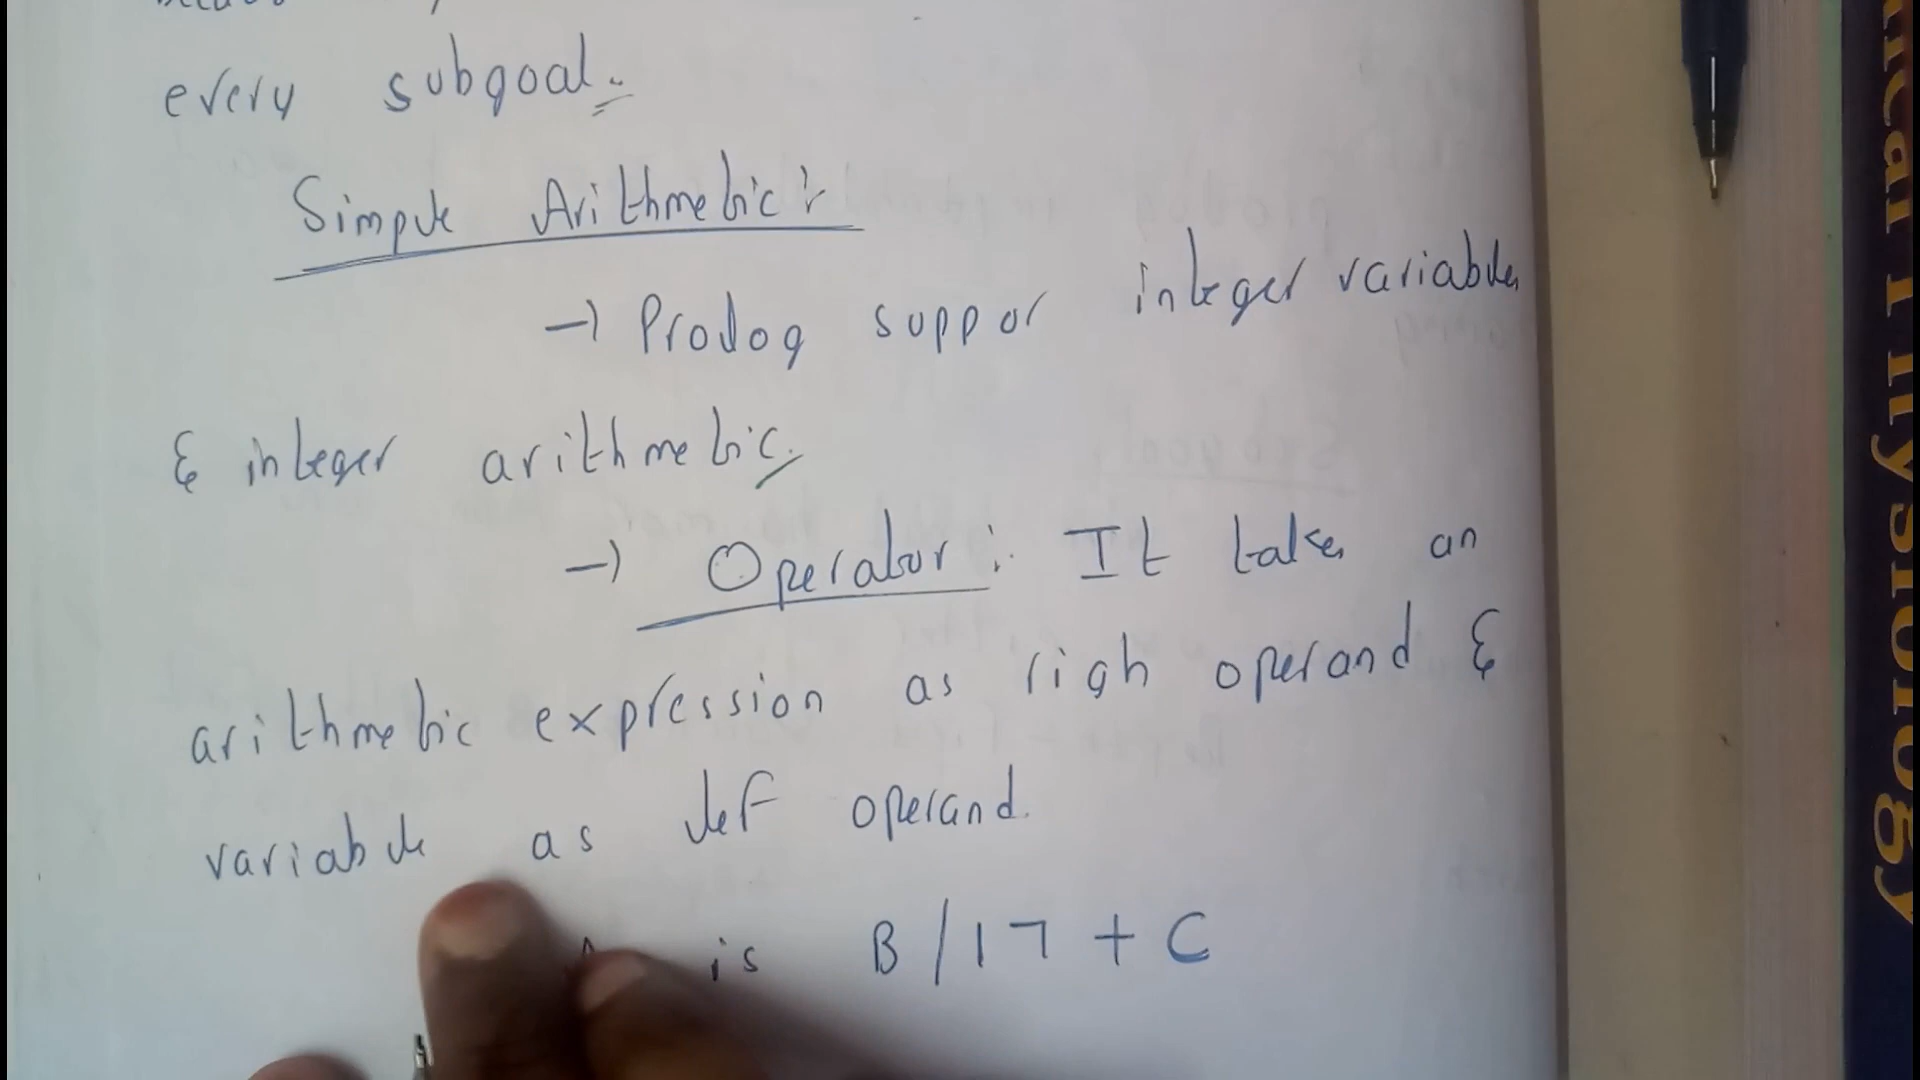 every subgoal.
Simple Arithmetic :-
→ Prolog suppor integer variables
& integer arithmetic.
→ Operator : It takes an
arithmetic expression as righ operand &
variable as lef operand.
is B/17 + C